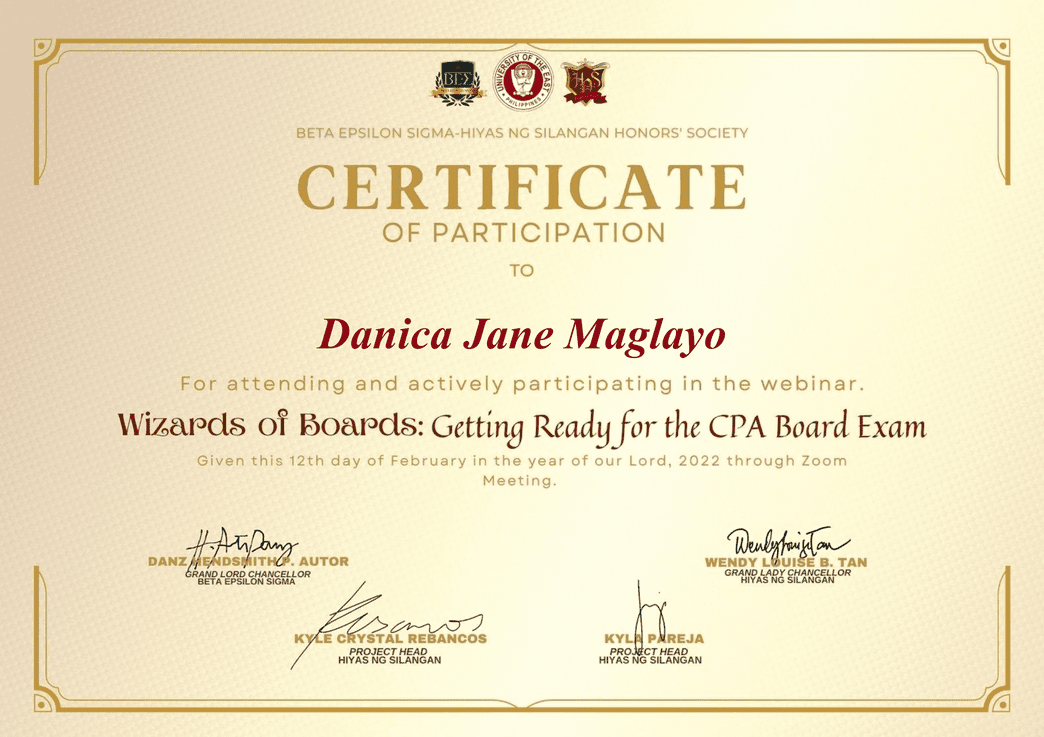 ΒΕΣ
UNIVERSITY OF THE EAST
PHILIPPINES
HNS
BETA EPSILON SIGMA-HIYAS NG SILANGAN HONORS' SOCIETY
CERTIFICATE
OF PARTICIPATION
TO
Danica Jane Maglayo
For attending and actively participating in the webinar.
Wizards of Boards: Getting Ready for the CPA Board Exam
Given this 12th day of February in the year of our Lord, 2022 through Zoom
Meeting.
DANZ HENDSMITH P. AUTOR
GRAND LORD CHANCELLOR
BETA EPSILON SIGMA
WENDY LOUISE B. TAN
GRAND LADY CHANCELLOR
HIYAS NG SILANGAN
KYLE CRYSTAL REBANCOS
PROJECT HEAD
HIYAS NG SILANGAN
KYLA PAREJA
PROJECT HEAD
HIYAS NG SILANGAN